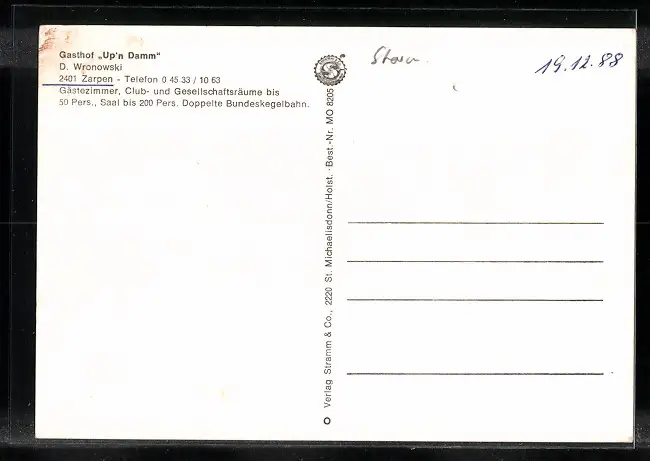 Gasthof „Up'n Damm“
D. Wronowski
2401 Zarpen - Telefon 0 45 33 / 10 63
Gästezimmer, Club- und Gesellschaftsräume bis
50 Pers., Saal bis 200 Pers. Doppelte Bundeskegelbahn.
Verlag Stramm & Co., 2220 St. Michaelisdonn/Holst. · Best.-Nr. MO 8205
S
19.12.88